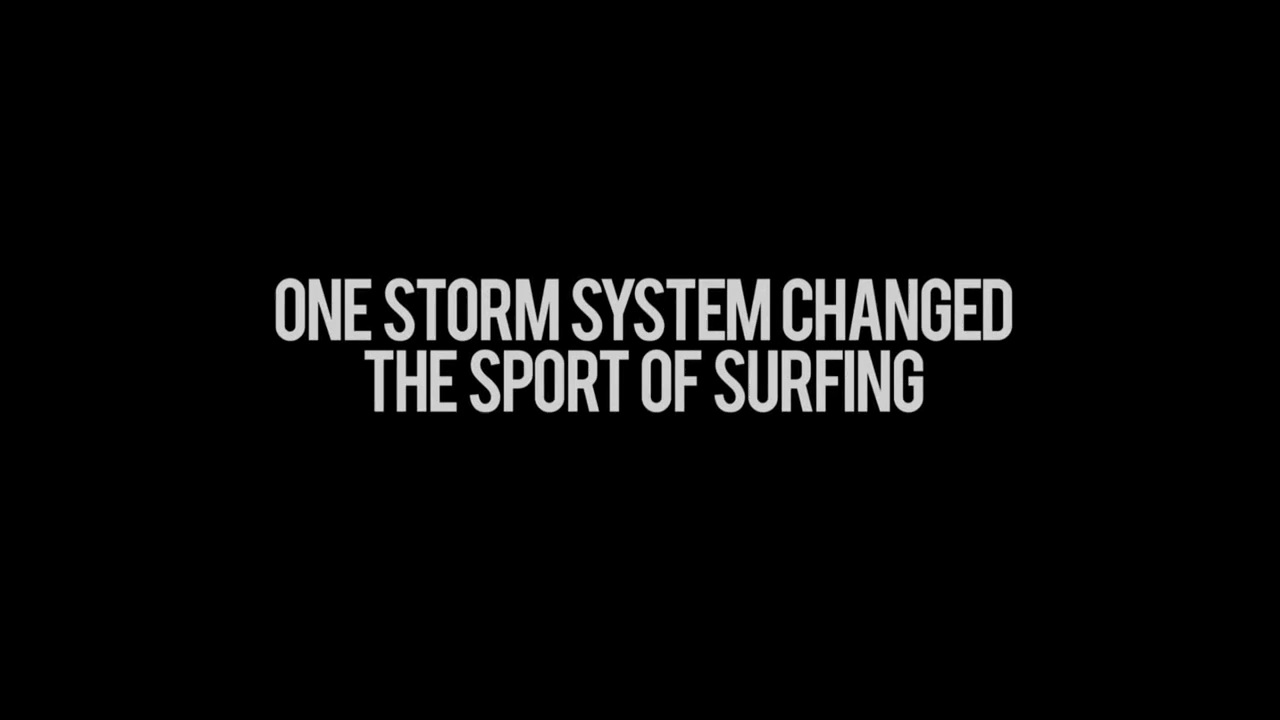 ONE STORM SYSTEM CHANGED
THE SPORT OF SURFING